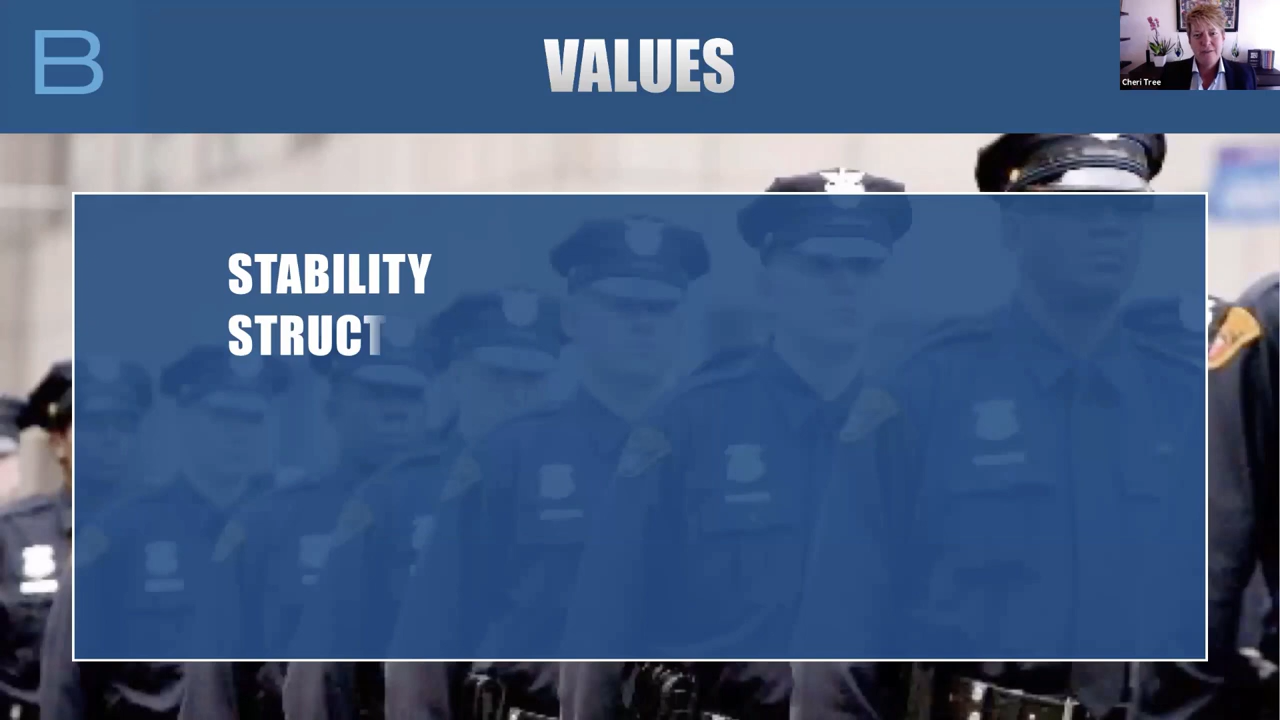 B
VALUES
Cheri Tree
STABILITY
STRUCT